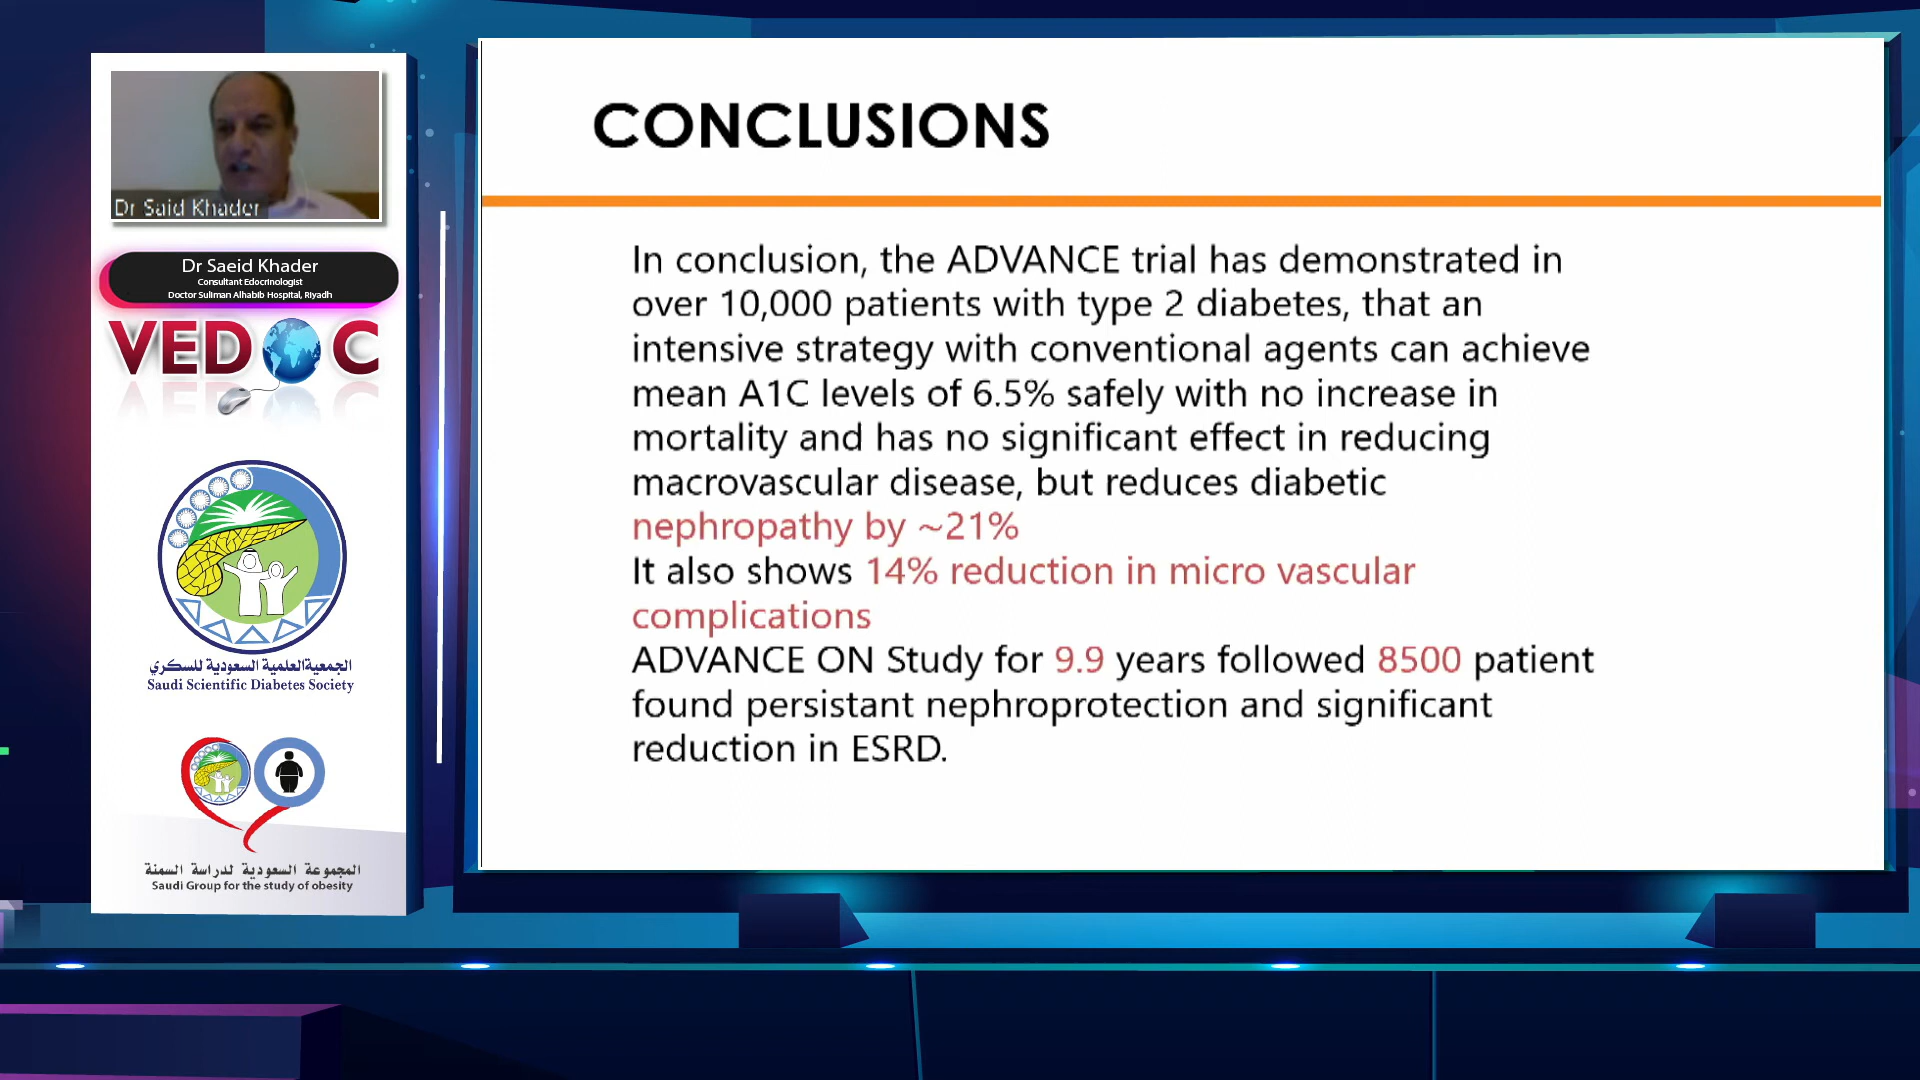 Dr Said Khader
Dr Saeid Khader
Consultant Edocrinologist
Doctor Suliman Alhabib Hospital, Riyadh
VEDOC
الجمعية العلمية السعودية للسكري
Saudi Scientific Diabetes Society
المجموعة السعودية لدراسة السمنة
Saudi Group for the study of obesity
CONCLUSIONS
In conclusion, the ADVANCE trial has demonstrated in
over 10,000 patients with type 2 diabetes, that an
intensive strategy with conventional agents can achieve
mean A1C levels of 6.5% safely with no increase in
mortality and has no significant effect in reducing
macrovascular disease, but reduces diabetic
nephropathy by ~21%
It also shows 14% reduction in micro vascular
complications
ADVANCE ON Study for 9.9 years followed 8500 patient
found persistant nephroprotection and significant
reduction in ESRD.